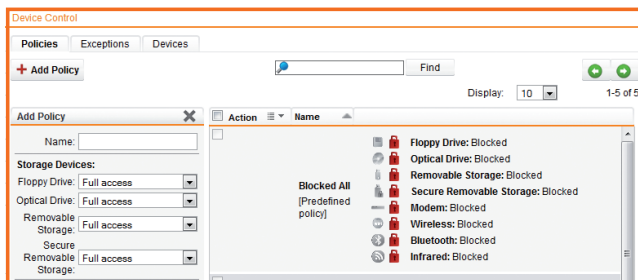 Device Control
Policies Exceptions Devices
+ Add Policy
Find
Display: 10 1-5 of 5
Add Policy
Action Name
Name:
Storage Devices:
Floppy Drive: Full access
Optical Drive: Full access
Removable
Storage: Full access
Secure
Removable
Storage: Full access
Blocked All
[Predefined
policy]
Floppy Drive: Blocked
Optical Drive: Blocked
Removable Storage: Blocked
Secure Removable Storage: Blocked
Modem: Blocked
Wireless: Blocked
Bluetooth: Blocked
Infrared: Blocked